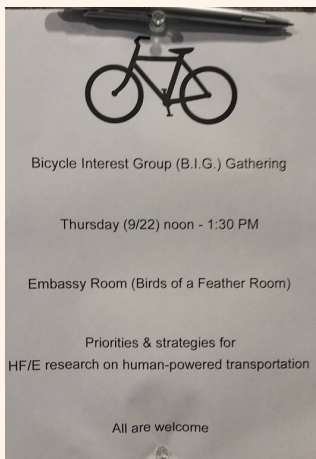 Bicycle Interest Group (B.I.G.) Gathering
Thursday (9/22) noon - 1:30 PM
Embassy Room (Birds of a Feather Room)
Priorities & strategies for
HF/E research on human-powered transportation
All are welcome